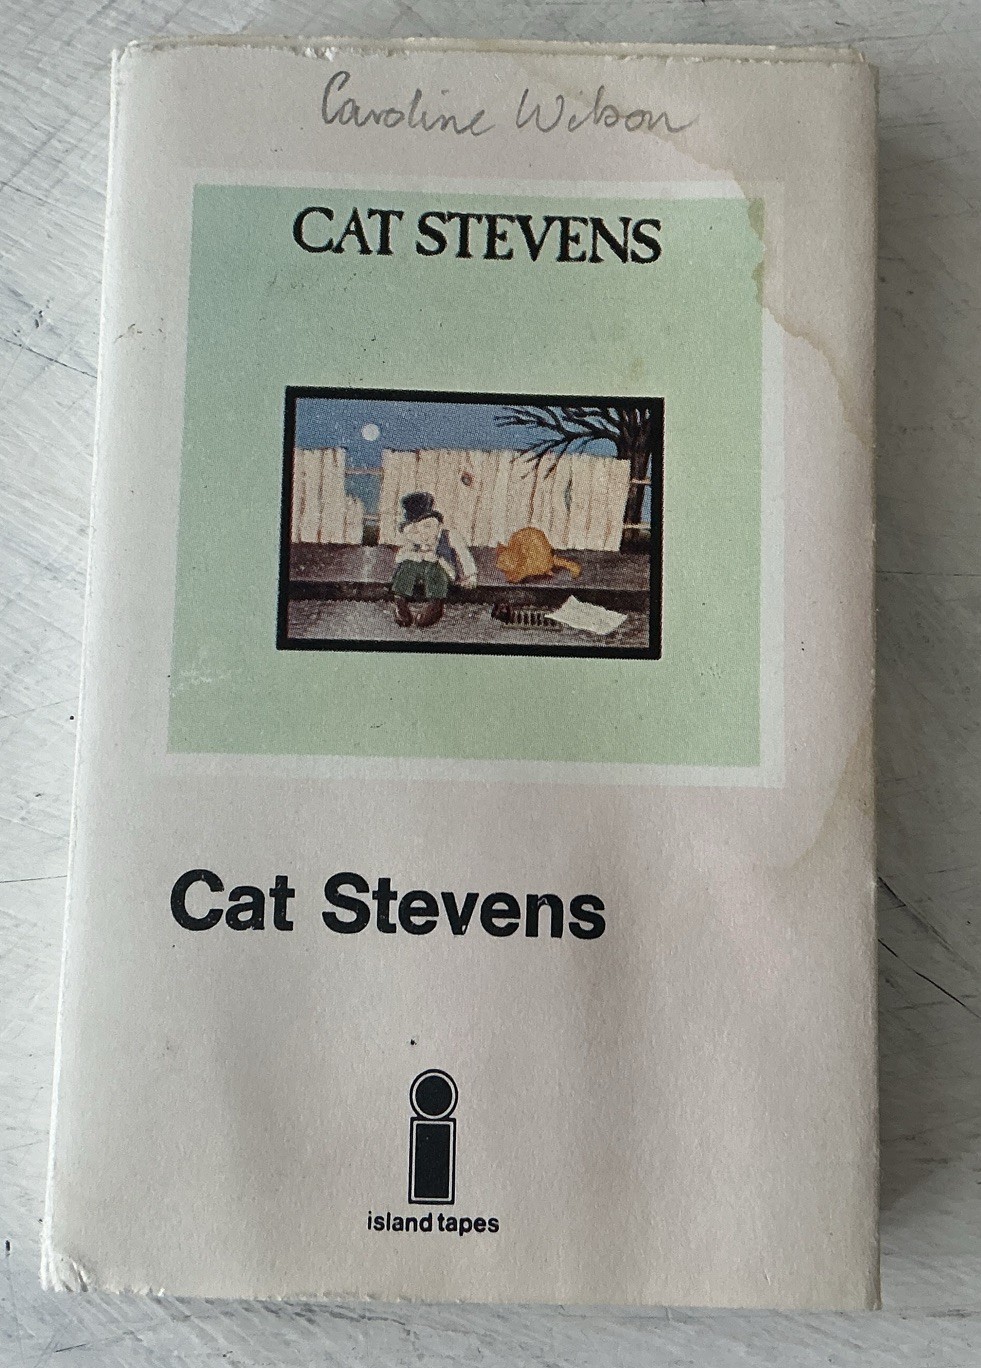 Caroline Wilson
CAT STEVENS
Cat Stevens
island tapes